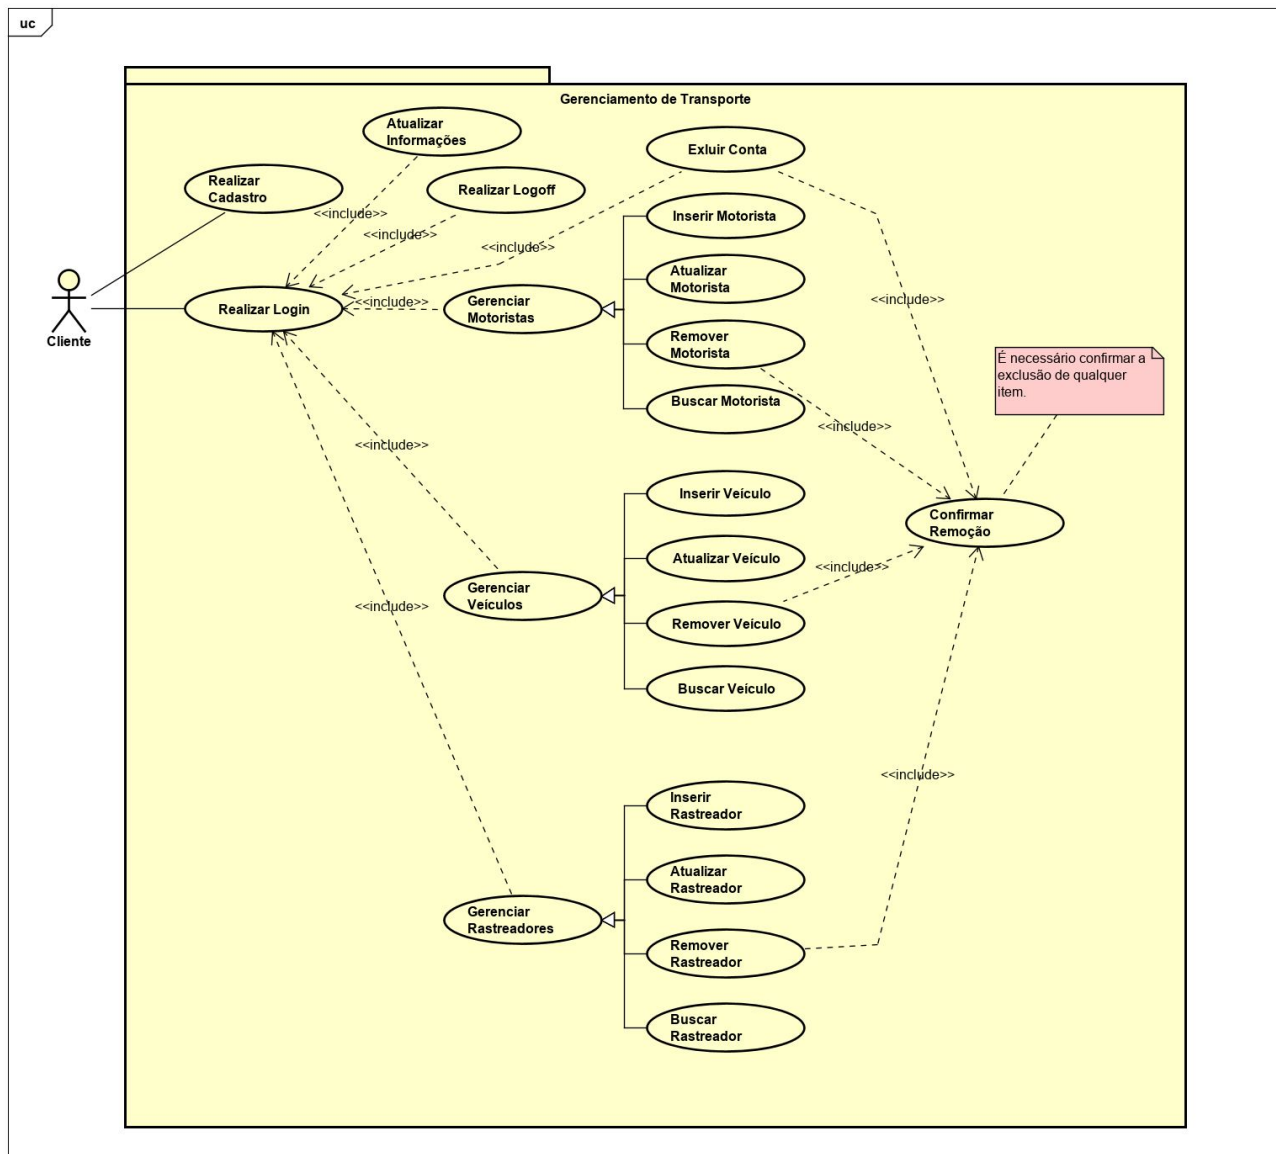 uc
Gerenciamento de Transporte
Atualizar
Informações
Exluir Conta
Realizar
Cadastro
Realizar Logoff
<<include>>
Inserir Motorista
<<include>>
<<include>>
Atualizar
Motorista
Cliente
Realizar Login
<<include>>
Gerenciar
Motoristas
<<include>>
Remover
Motorista
É necessário confirmar a
exclusão de qualquer
item.
Buscar Motorista
<<include>>
<<include>>
Inserir Veículo
Confirmar
Remoção
Atualizar Veículo
<<include>>
Gerenciar
Veículos
<<include>>
Remover Veículo
Buscar Veículo
<<include>>
Inserir
Rastreador
Atualizar
Rastreador
Gerenciar
Rastreadores
Remover
Rastreador
Buscar
Rastreador